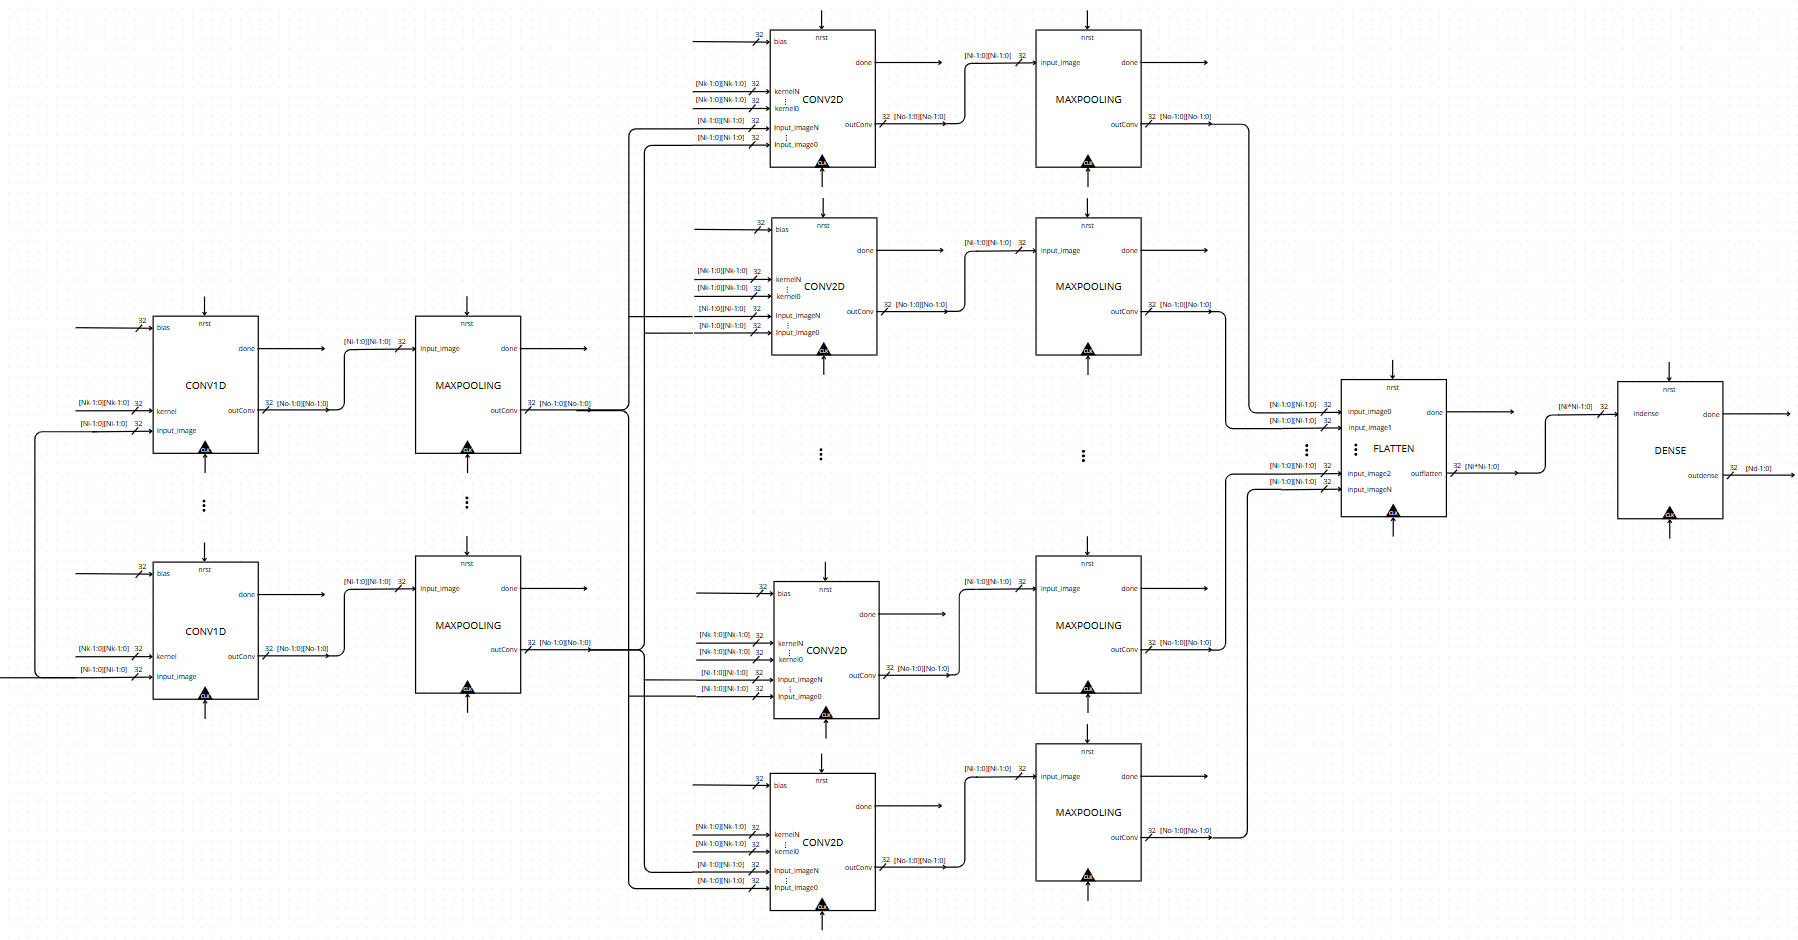 nrst
32
bias
done
[Nk-1:0][Nk-1:0] 32
kernelN
[Nk-1:0][Nk-1:0] 32
kernel0
CONV2D
[Ni-1:0][Ni-1:0] 32
Input_imageN
[Ni-1:0][Ni-1:0] 32
Input_image0
outConv
32 [No-1:0][No-1:0]
CLK
nrst
[Ni-1:0][Ni-1:0] 32
input_image
done
MAXPOOLING
outConv
32 [No-1:0][No-1:0]
CLK
nrst
32
bias
done
[Nk-1:0][Nk-1:0] 32
kernelN
[Nk-1:0][Nk-1:0] 32
kernel0
CONV2D
[Ni-1:0][Ni-1:0] 32
Input_imageN
[Ni-1:0][Ni-1:0] 32
Input_image0
outConv
32 [No-1:0][No-1:0]
CLK
nrst
[Ni-1:0][Ni-1:0] 32
input_image
done
MAXPOOLING
outConv
32 [No-1:0][No-1:0]
CLK
nrst
32
bias
done
CONV1D
[Nk-1:0][Nk-1:0] 32
kernel
[Ni-1:0][Ni-1:0] 32
Input_image
outConv
32 [No-1:0][No-1:0]
CLK
nrst
[Ni-1:0][Ni-1:0] 32
input_image
done
MAXPOOLING
outConv
32 [No-1:0][No-1:0]
CLK
nrst
[Ni-1:0][Ni-1:0] 32
input_image0
[Ni-1:0][Ni-1:0] 32
input_image1
done
FLATTEN
[Ni-1:0][Ni-1:0] 32
input_image2
[Ni-1:0][Ni-1:0] 32
input_imageN
outflatten
32 [Ni*Ni-1:0]
CLK
nrst
[Ni*Ni-1:0] 32
indense
done
DENSE
outdense
32 [Nd-1:0]
CLK
nrst
32
bias
done
CONV1D
[Nk-1:0][Nk-1:0] 32
kernel
[Ni-1:0][Ni-1:0] 32
Input_image
outConv
32 [No-1:0][No-1:0]
CLK
nrst
[Ni-1:0][Ni-1:0] 32
input_image
done
MAXPOOLING
outConv
32 [No-1:0][No-1:0]
CLK
nrst
32
bias
done
[Nk-1:0][Nk-1:0] 32
kernelN
[Nk-1:0][Nk-1:0] 32
kernel0
CONV2D
[Ni-1:0][Ni-1:0] 32
Input_imageN
[Ni-1:0][Ni-1:0] 32
Input_image0
outConv
32 [No-1:0][No-1:0]
CLK
nrst
[Ni-1:0][Ni-1:0] 32
input_image
done
MAXPOOLING
outConv
32 [No-1:0][No-1:0]
CLK
nrst
32
bias
done
[Nk-1:0][Nk-1:0] 32
kernelN
[Nk-1:0][Nk-1:0] 32
kernel0
CONV2D
[Ni-1:0][Ni-1:0] 32
Input_imageN
[Ni-1:0][Ni-1:0] 32
Input_image0
outConv
32 [No-1:0][No-1:0]
CLK
nrst
[Ni-1:0][Ni-1:0] 32
input_image
done
MAXPOOLING
outConv
32 [No-1:0][No-1:0]
CLK